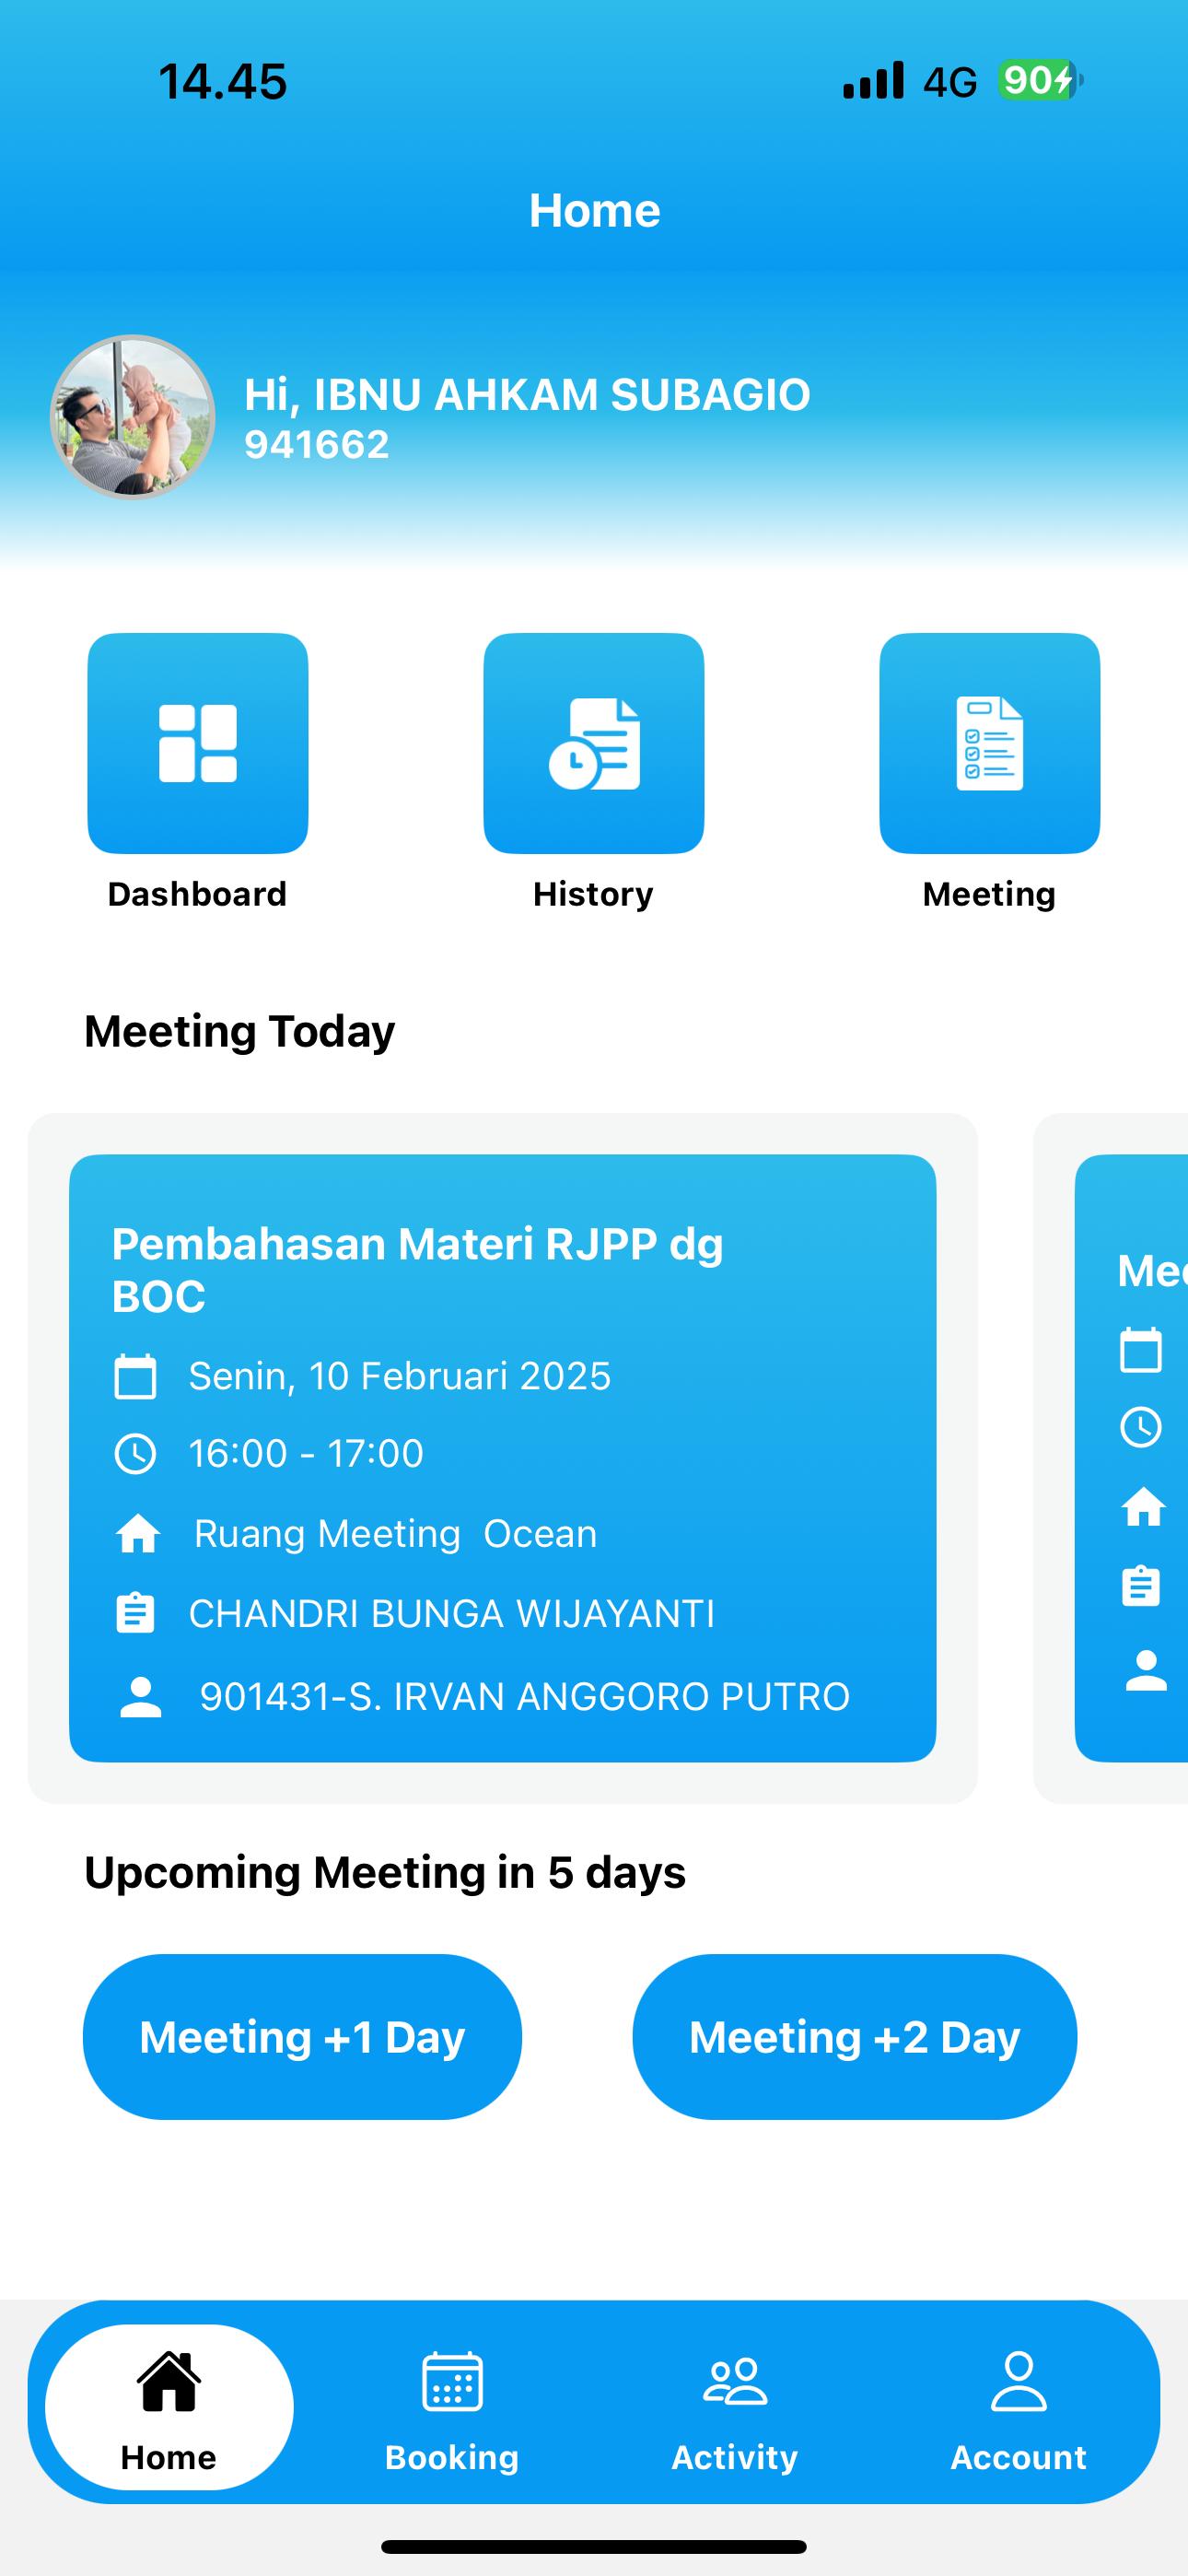 14.45
4G 90
Home
Hi, IBNU AHKAM SUBAGIO
941662
Dashboard History Meeting
Meeting Today
Pembahasan Materi RJPP dg
BOC
Senin, 10 Februari 2025
16:00 - 17:00
Ruang Meeting  Ocean
CHANDRI BUNGA WIJAYANTI
901431-S. IRVAN ANGGORO PUTRO
Upcoming Meeting in 5 days
Meeting +1 Day Meeting +2 Day
Home Booking Activity Account